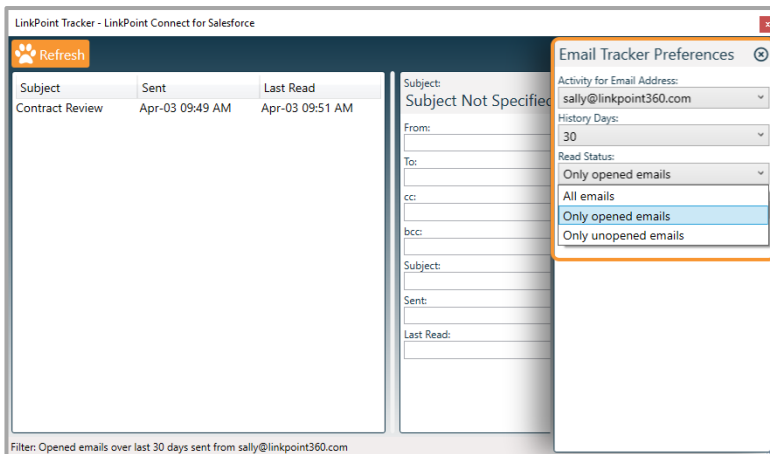 LinkPoint Tracker - LinkPoint Connect for Salesforce
x
Refresh
Subject Sent Last Read
Contract Review Apr-03 09:49 AM Apr-03 09:51 AM
Subject:
Subject Not Specified
From:
To:
cc:
bcc:
Subject:
Sent:
Last Read:
Email Tracker Preferences
Activity for Email Address:
sally@linkpoint360.com
History Days:
30
Read Status:
Only opened emails
All emails
Only opened emails
Only unopened emails
Filter: Opened emails over last 30 days sent from sally@linkpoint360.com